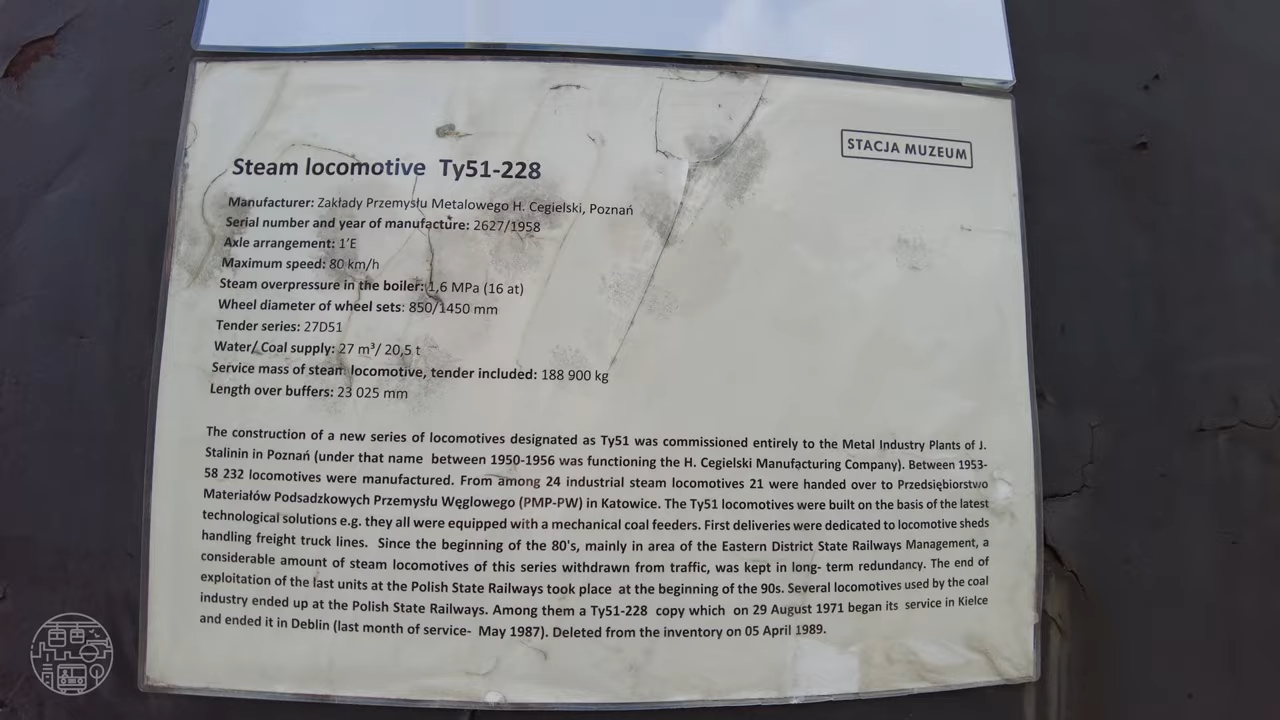 STACJA MUZEUM
Steam locomotive Ty51-228
Manufacturer: Zakłady Przemysłu Metalowego H. Cegielski, Poznań
Serial number and year of manufacture: 2627/1958
Axle arrangement: 1'E
Maximum speed: 80 km/h
Steam overpressure in the boiler: 1,6 MPa (16 at)
Wheel diameter of wheel sets: 850/1450 mm
Tender series: 27D51
Water/ Coal supply: 27 m³/ 20,5 t
Service mass of steam locomotive, tender included: 188 900 kg
Length over buffers: 23 025 mm
The construction of a new series of locomotives designated as Ty51 was commissioned entirely to the Metal Industry Plants of J.
Stalinin in Poznań (under that name between 1950-1956 was functioning the H. Cegielski Manufacturing Company). Between 1953-
58 232 locomotives were manufactured. From among 24 industrial steam locomotives 21 were handed over to Przedsiębiorstwo
Materiałów Podsadzkowych Przemysłu Węglowego (PMP-PW) in Katowice. The Ty51 locomotives were built on the basis of the latest
technological solutions e.g. they all were equipped with a mechanical coal feeders. First deliveries were dedicated to locomotive sheds
handling freight truck lines. Since the beginning of the 80's, mainly in area of the Eastern District State Railways Management, a
considerable amount of steam locomotives of this series withdrawn from traffic, was kept in long- term redundancy. The end of
exploitation of the last units at the Polish State Railways took place at the beginning of the 90s. Several locomotives used by the coal
industry ended up at the Polish State Railways. Among them a Ty51-228 copy which on 29 August 1971 began its service in Kielce
and ended it in Deblin (last month of service- May 1987). Deleted from the inventory on 05 April 1989.